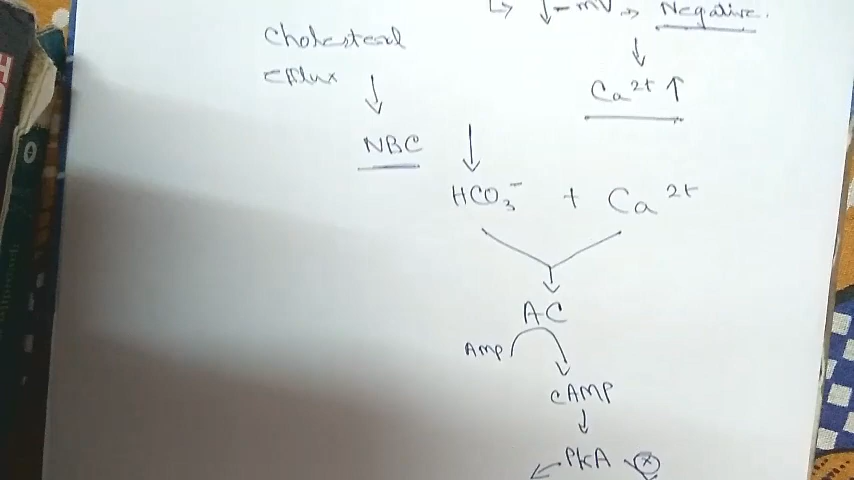 ↓-mV → Negative.
Cholesterol
Efflux
Ca²⁺ ↑
NBC
HCO₃⁻ + Ca²⁺
AC
Amp
cAMP
PKA